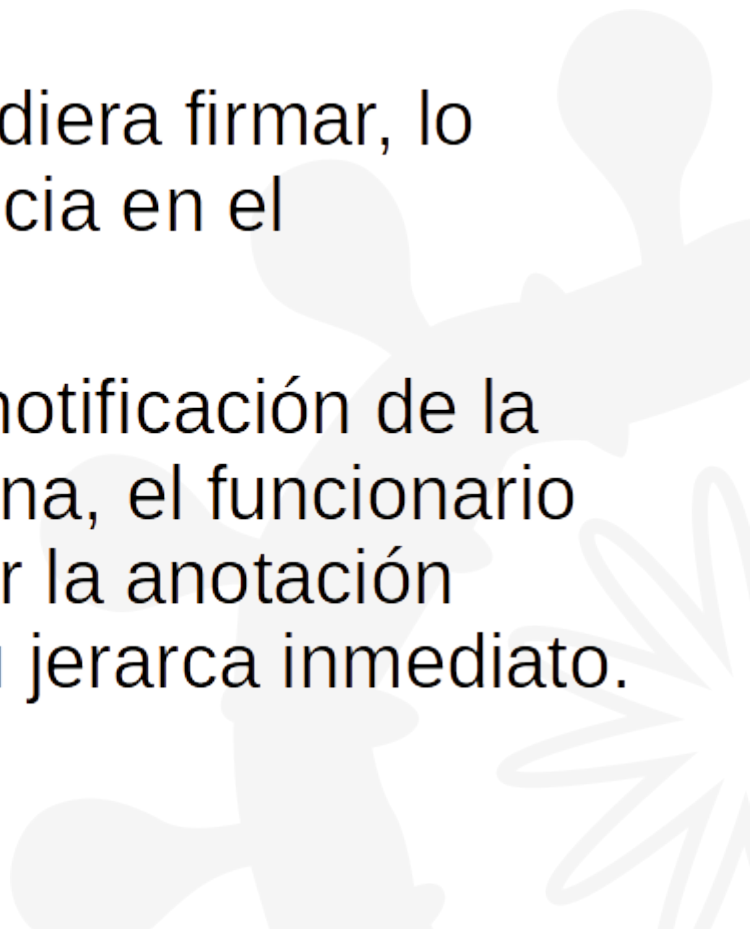 diera firmar, lo
cia en el
notificación de la
na, el funcionario
r la anotación
jerarca inmediato.